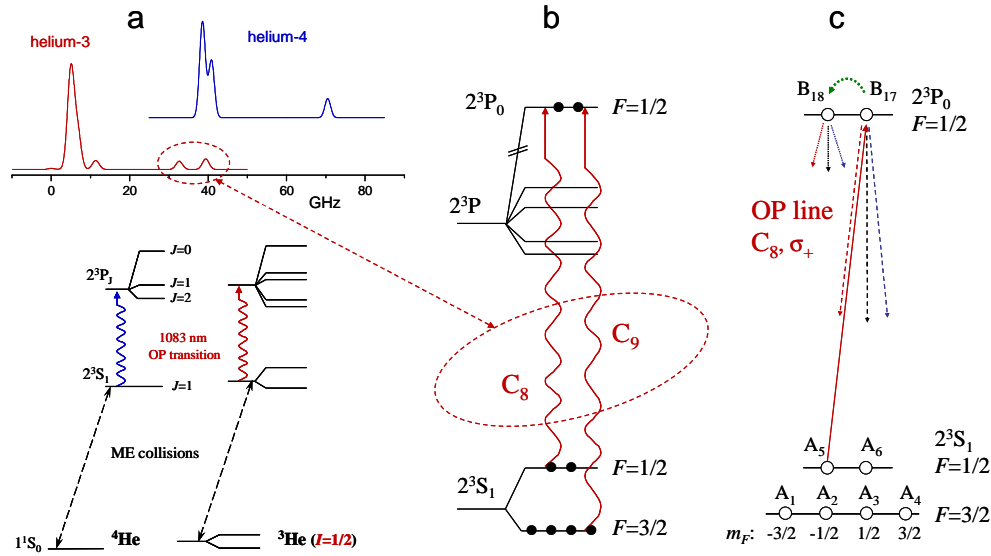 a
helium-3
helium-4
0
20
40
60
80
GHz
J=0
2³P_J
J=1
J=2
1083 nm
OP transition
2³S₁
J=1
ME collisions
1¹S₀
⁴He
³He (I=1/2)
b
2³P₀
F=1/2
2³P
C₉
C₈
F=1/2
2³S₁
F=3/2
c
B₁₈
B₁₇
2³P₀
F=1/2
OP line
C₈, σ₊
A₅
A₆
2³S₁
F=1/2
A₁
A₂
A₃
A₄
F=3/2
m_F: -3/2 -1/2 1/2 3/2